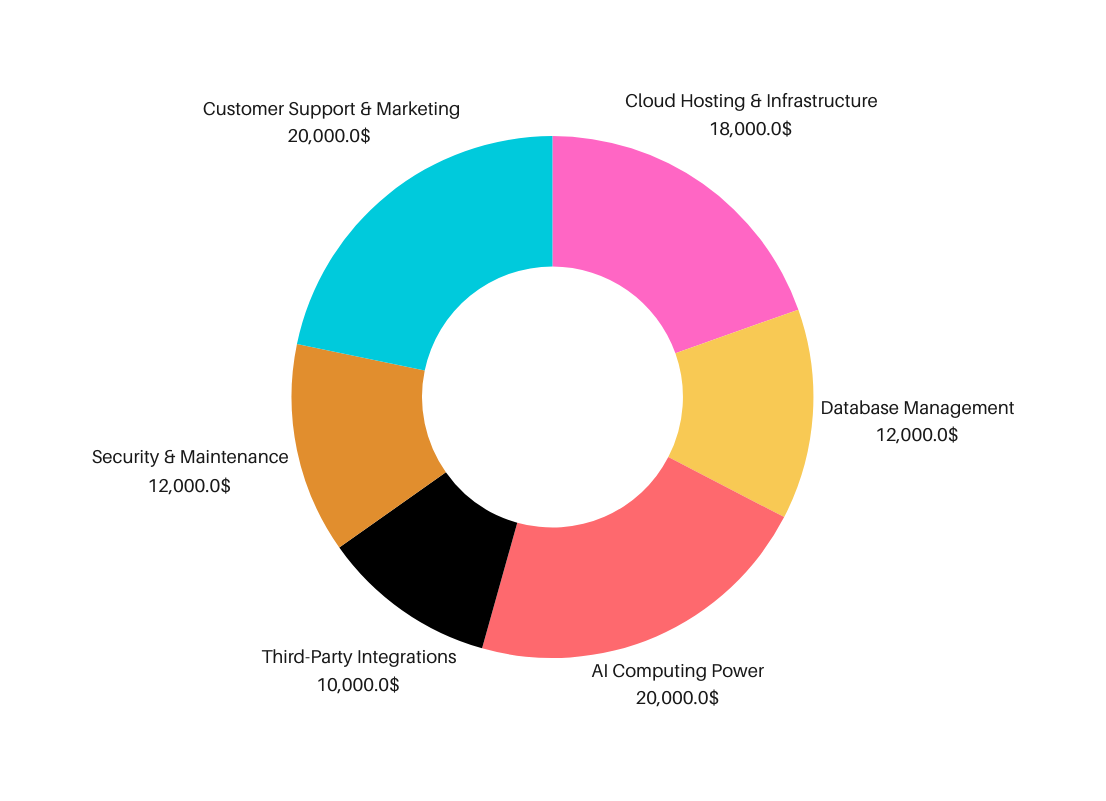 Customer Support & Marketing
20,000.0$
Cloud Hosting & Infrastructure
18,000.0$
Database Management
12,000.0$
Security & Maintenance
12,000.0$
Third-Party Integrations
10,000.0$
AI Computing Power
20,000.0$